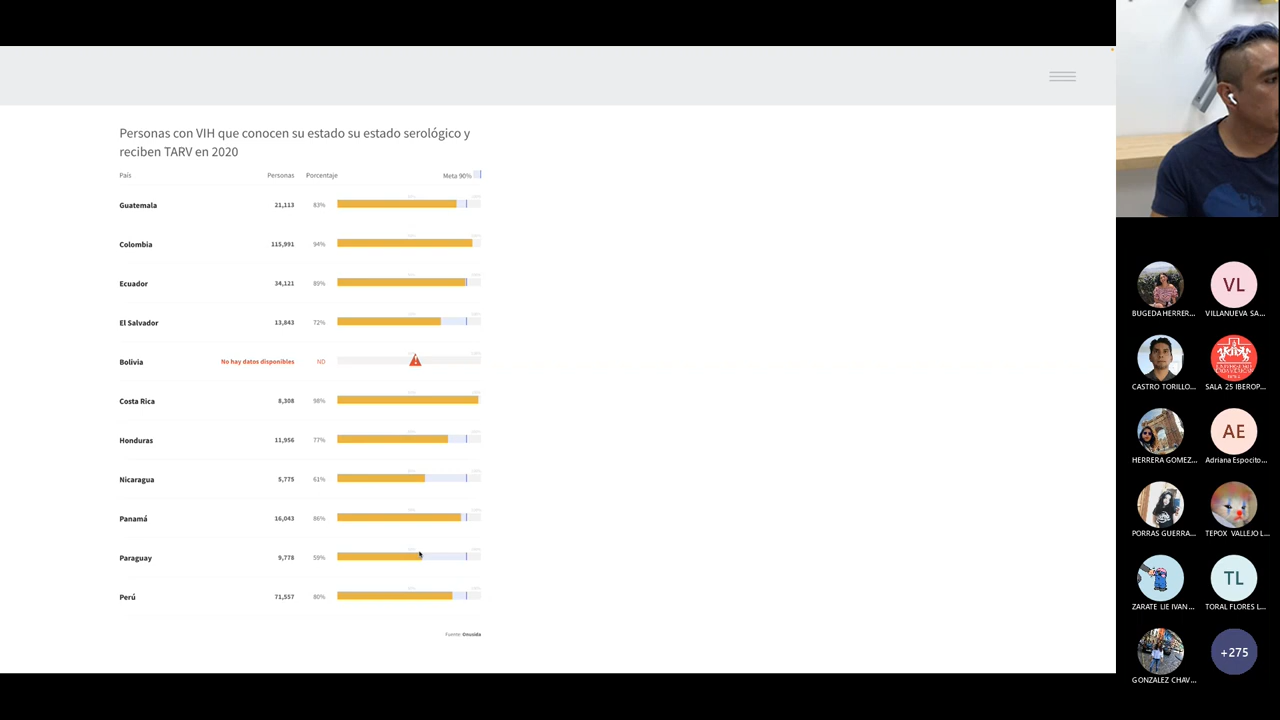 Personas con VIH que conocen su estado su estado serológico y
reciben TARV en 2020
País Personas Porcentaje Meta 90%
Guatemala 21,113 83%
Colombia 115,991 94%
Ecuador 34,121 89%
El Salvador 13,843 72%
Bolivia No hay datos disponibles ND
Costa Rica 8,308 98%
Honduras 11,956 77%
Nicaragua 5,775 61%
Panamá 16,043 86%
Paraguay 9,778 59%
Perú 71,557 80%
Fuente: Onusida
VL
BUGEDA HERRER... VILLANUEVA SA...
CASTRO TORILLO... SALA 25 IBEROP...
AE
HERRERA GOMEZ... Adriana Espocito...
PORRAS GUERRA... TEPOX VALLEJO L...
TL
ZARATE LIE IVAN ... TORAL FLORES L...
+275
GONZALEZ CHAV...